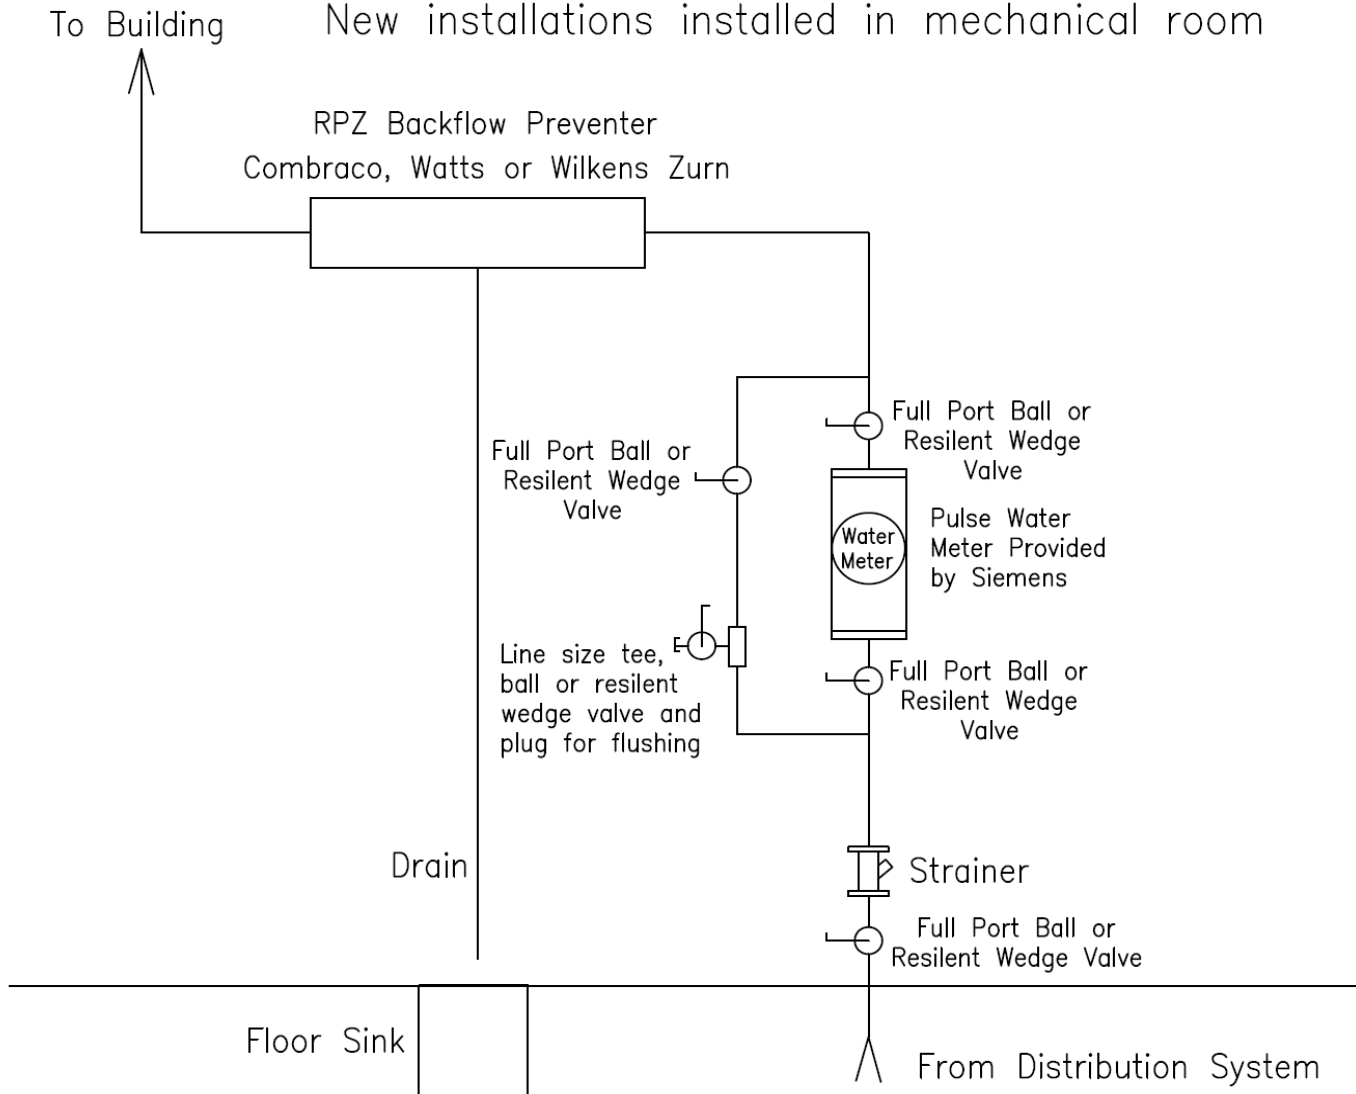 To Building
New installations installed in mechanical room
RPZ Backflow Preventer
Combraco, Watts or Wilkens Zurn
Full Port Ball or
Resilent Wedge
Valve
Full Port Ball or
Resilent Wedge
Valve
Water
Meter
Pulse Water
Meter Provided
by Siemens
Line size tee,
ball or resilent
wedge valve and
plug for flushing
Full Port Ball or
Resilent Wedge
Valve
Drain
Strainer
Full Port Ball or
Resilent Wedge Valve
Floor Sink
From Distribution System